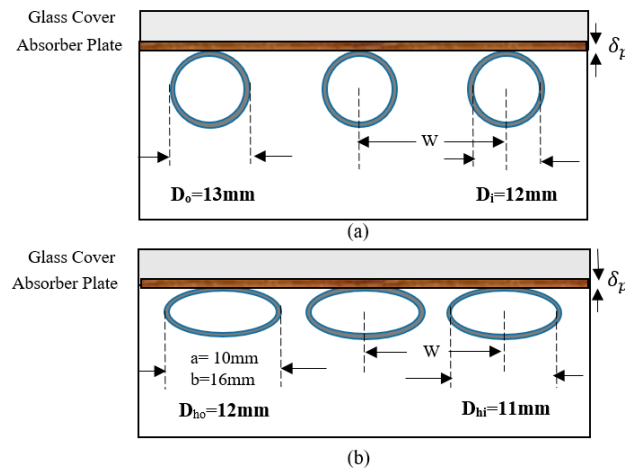 Glass Cover
Absorber Plate
δₚ
W
Dₒ=13mm
Dᵢ=12mm
(a)
Glass Cover
Absorber Plate
δₚ
W
a= 10mm
b=16mm
Dₕₒ=12mm
Dₕᵢ=11mm
(b)